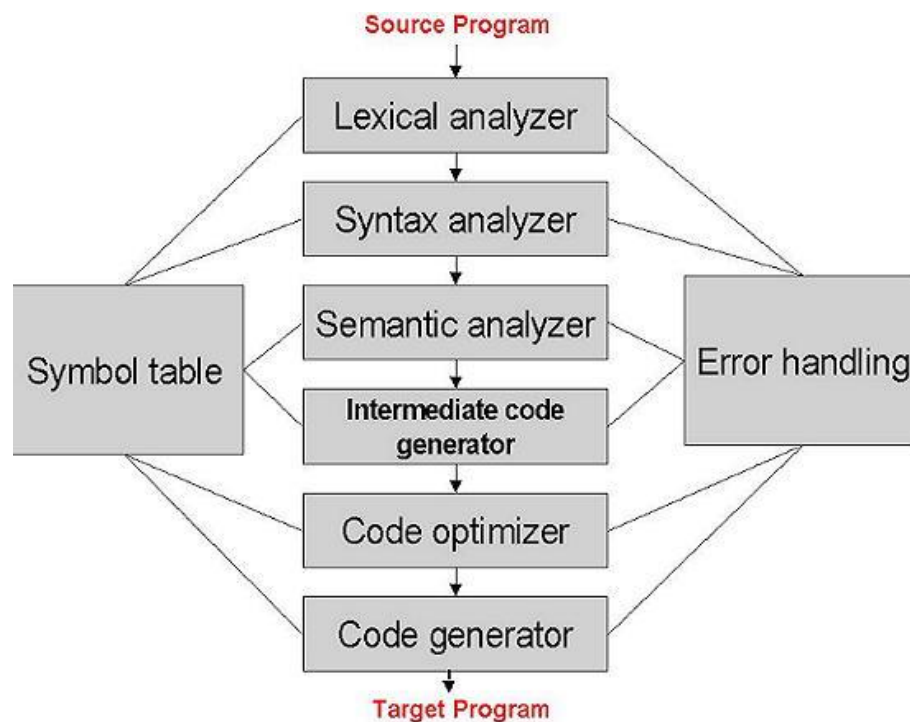 Source Program
Lexical analyzer
Syntax analyzer
Semantic analyzer
Symbol table
Error handling
Intermediate code
generator
Code optimizer
Code generator
Target Program